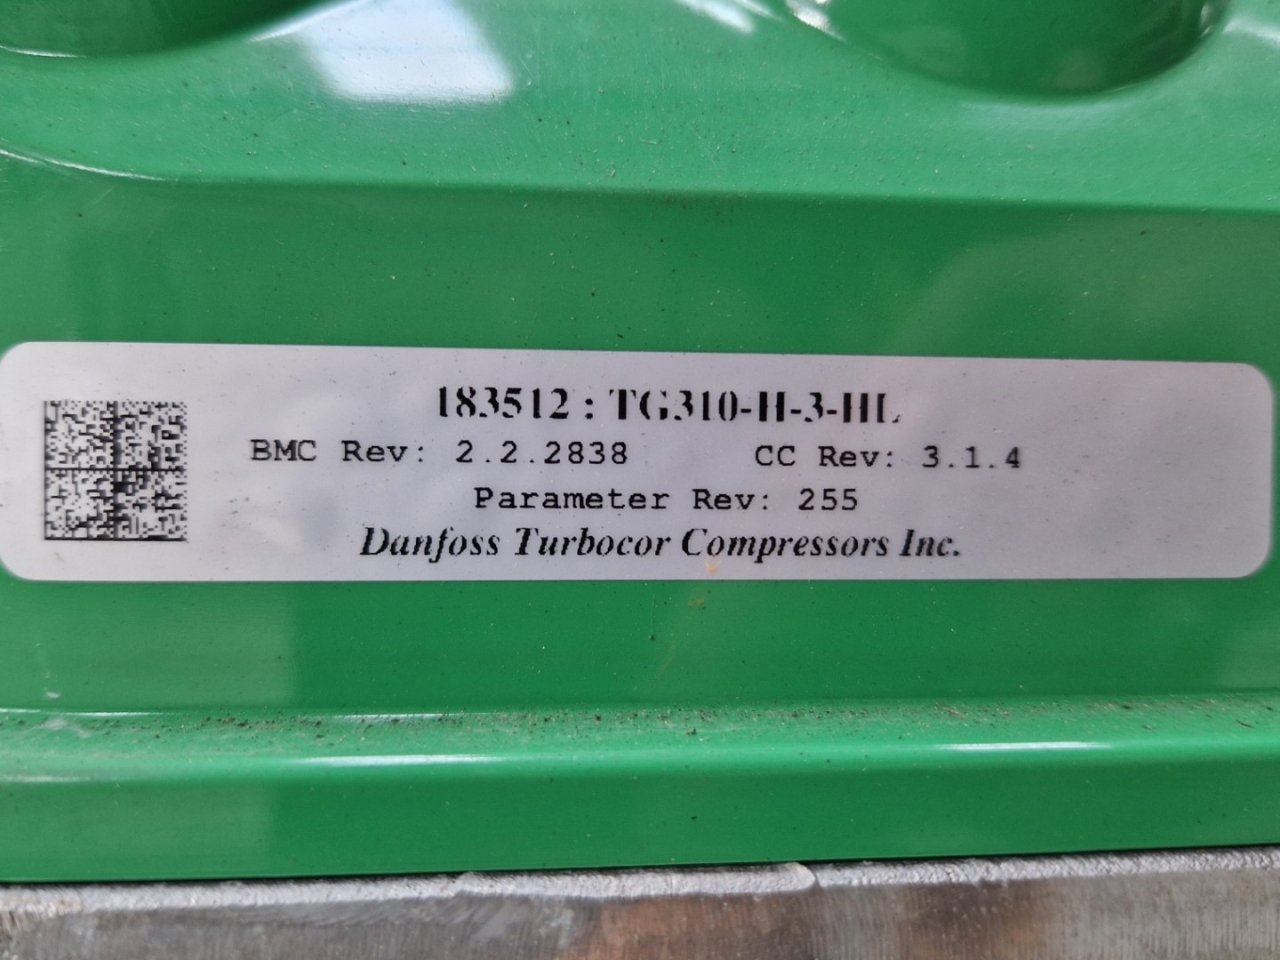 183512 : TG310-H-3-HL
BMC Rev: 2.2.2838 CC Rev: 3.1.4
Parameter Rev: 255
Danfoss Turbocor Compressors Inc.